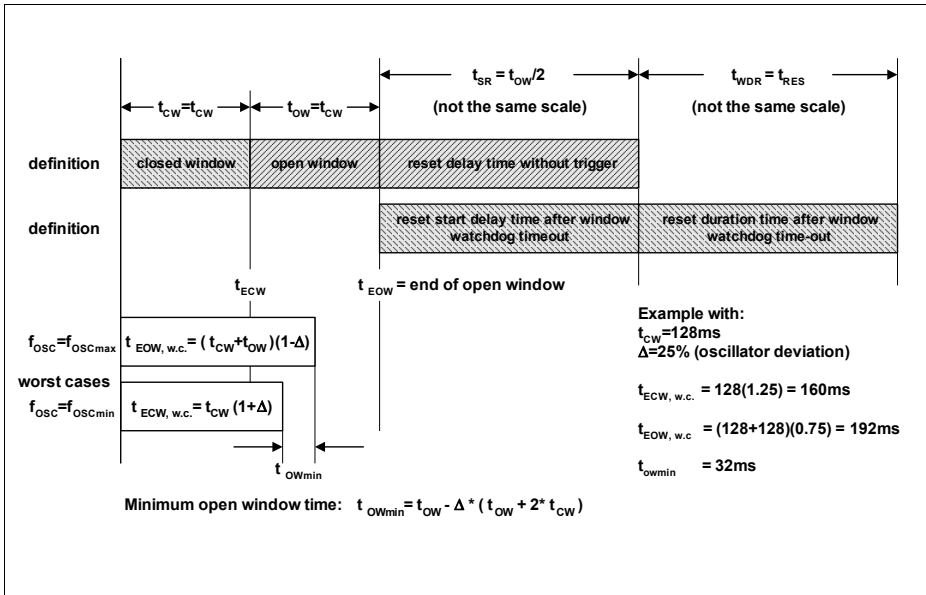 t_SR = t_OW/2
t_WDR = t_RES
(not the same scale)
(not the same scale)
t_CW=t_CW
t_OW=t_CW
definition
closed window
open window
reset delay time without trigger
definition
reset start delay time after window
watchdog timeout
reset duration time after window
watchdog time-out
t_ECW
t_EOW = end of open window
f_OSC=f_OSCmax
t_EOW, w.c. = (t_CW+t_OW)(1-Δ)
worst cases
f_OSC=f_OSCmin
t_ECW, w.c. = t_CW (1+Δ)
t_OWmin
Minimum open window time: t_OWmin = t_OW - Δ * ( t_OW + 2* t_CW)
Example with:
t_CW=128ms
Δ=25% (oscillator deviation)
t_ECW, w.c. = 128(1.25) = 160ms
t_EOW, w.c = (128+128)(0.75) = 192ms
t_owmin = 32ms